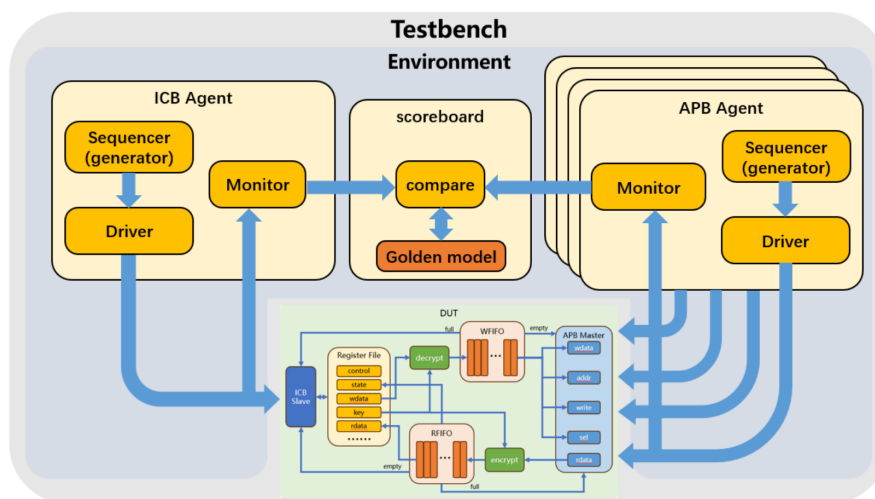 Testbench
Environment
ICB Agent
Sequencer
(generator)
Monitor
Driver
scoreboard
compare
Golden model
APB Agent
Sequencer
(generator)
Monitor
Driver
DUT
full
WFIFO
empty
APB Master
Register File
decrypt
wdata
control
state
addr
ICB
Slave
wdata
key
write
rdata
RFIFO
sel
......
empty
encrypt
rdata
full